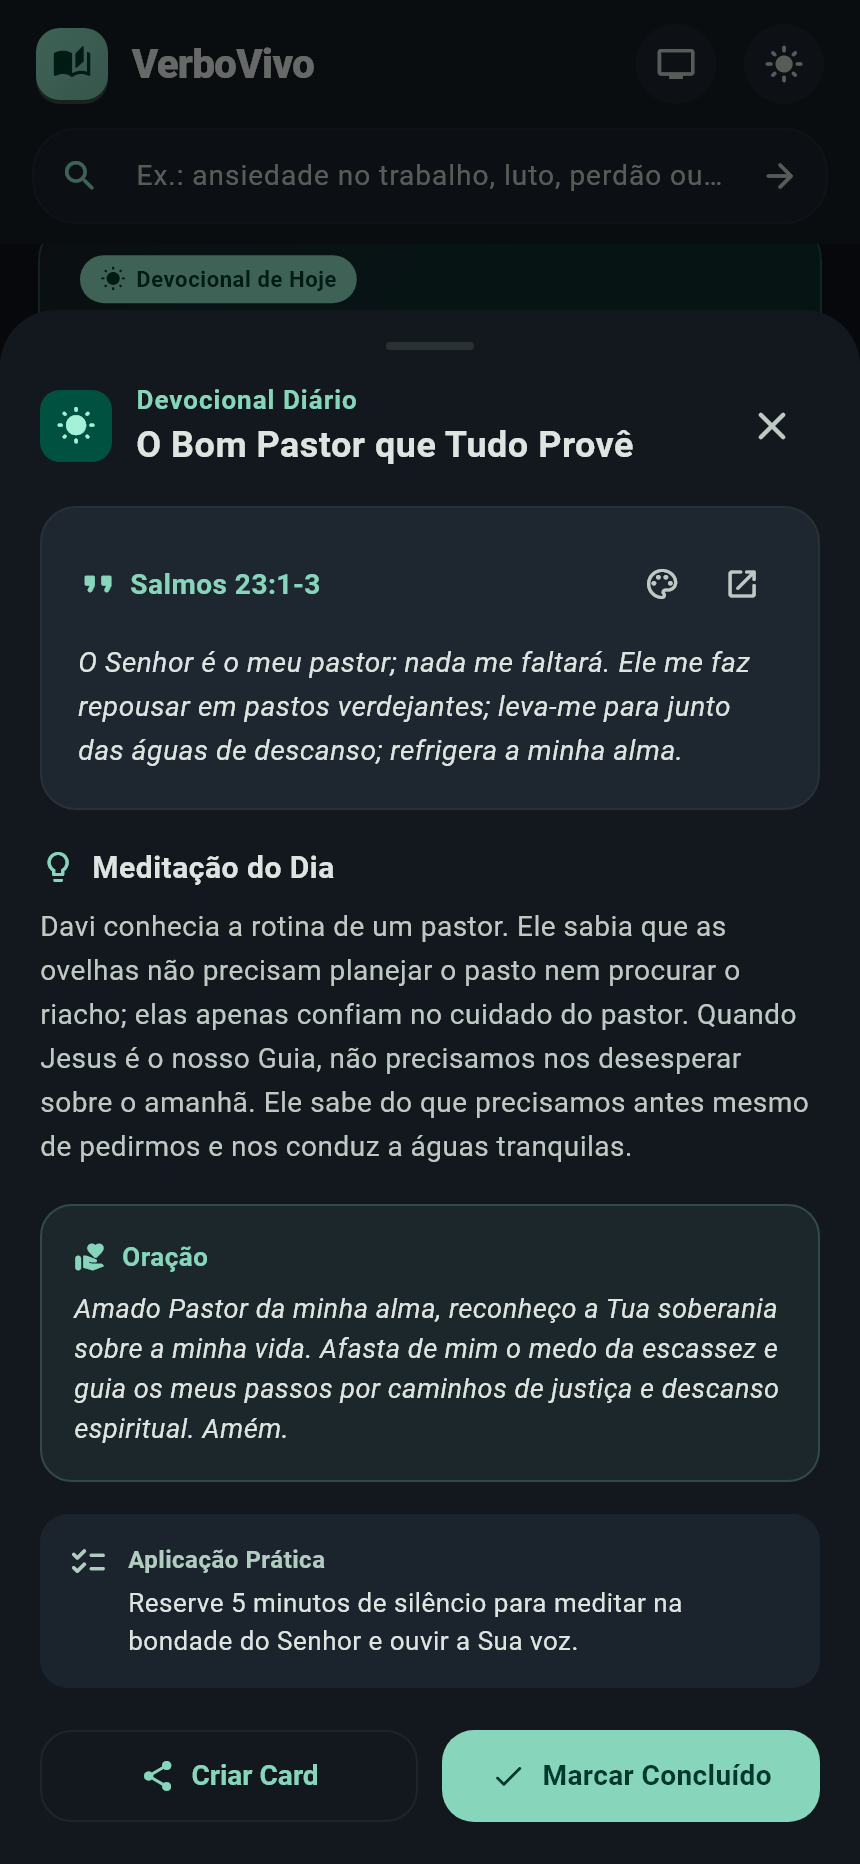 VerboVivo
Ex.: ansiedade no trabalho, luto, perdão ou...
Devocional de Hoje
Devocional Diário
O Bom Pastor que Tudo Provê
Salmos 23:1-3
O Senhor é o meu pastor; nada me faltará. Ele me faz
repousar em pastos verdejantes; leva-me para junto
das águas de descanso; refrigera a minha alma.
Meditação do Dia
Davi conhecia a rotina de um pastor. Ele sabia que as
ovelhas não precisam planejar o pasto nem procurar o
riacho; elas apenas confiam no cuidado do pastor. Quando
Jesus é o nosso Guia, não precisamos nos desesperar
sobre o amanhã. Ele sabe do que precisamos antes mesmo
de pedirmos e nos conduz a águas tranquilas.
Oração
Amado Pastor da minha alma, reconheço a Tua soberania
sobre a minha vida. Afasta de mim o medo da escassez e
guia os meus passos por caminhos de justiça e descanso
espiritual. Amém.
Aplicação Prática
Reserve 5 minutos de silêncio para meditar na
bondade do Senhor e ouvir a Sua voz.
Criar Card
Marcar Concluído